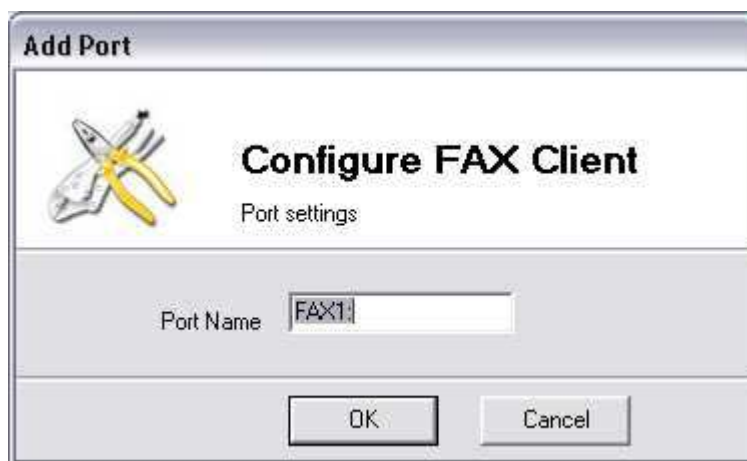 Add Port
Configure FAX Client
Port settings
Port Name FAX1:
OK Cancel